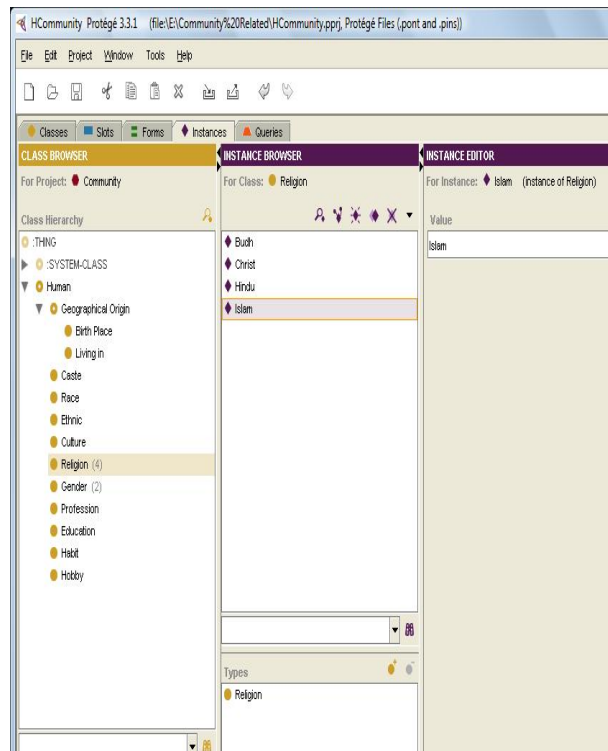 HCommunity Protégé 3.3.1 (file:\E:\Community%20Related\HCommunity.pprj, Protégé Files (.pont and .pins))
File Edit Project Window Tools Help
Classes Slots Forms Instances Queries
CLASS BROWSER
For Project: Community
Class Hierarchy
:THING
:SYSTEM-CLASS
Human
Geographical Origin
Birth Place
Living in
Caste
Race
Ethnic
Culture
Religion (4)
Gender (2)
Profession
Education
Habit
Hobby
INSTANCE BROWSER
For Class: Religion
Budh
Christ
Hindu
Islam
Types
Religion
INSTANCE EDITOR
For Instance: Islam (instance of Religion)
Value
Islam